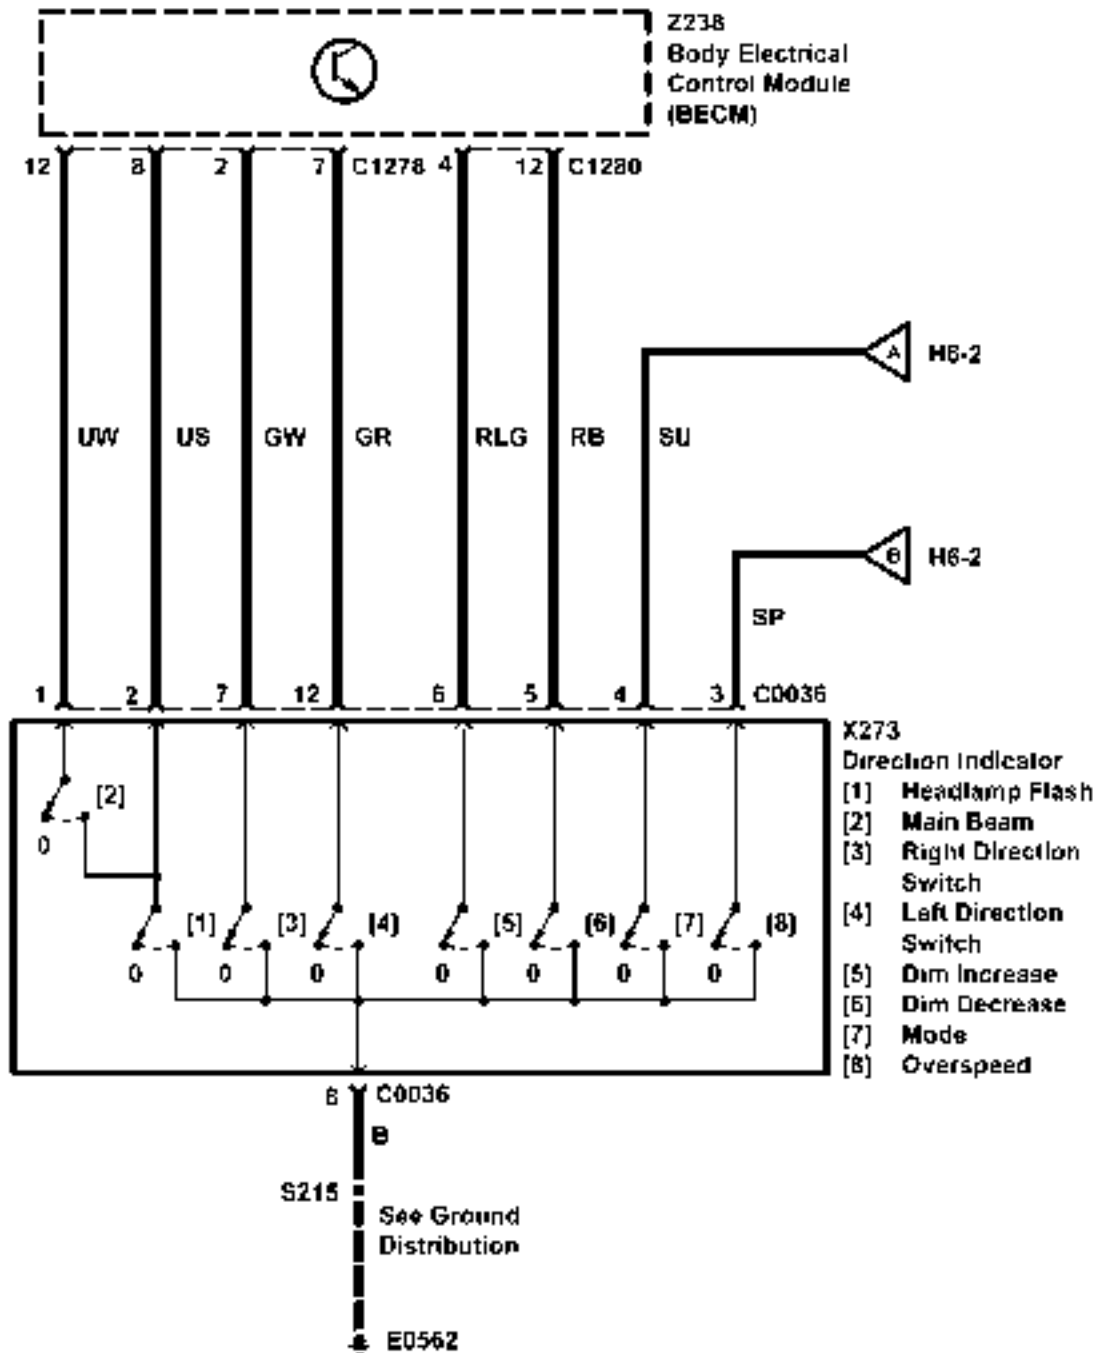 Z238
Body Electrical
Control Module
(BECM)
12 8 2 7 C1278 4 12 C1280
A H6-2
UW US GW GR RLG RB SU
B H6-2
SP
1 2 7 12 6 5 4 3 C0036
X273
Direction Indicator
[1] Headlamp Flash
[2] Main Beam
[3] Right Direction
Switch
[4] Left Direction
Switch
[5] Dim Increase
[6] Dim Decrease
[7] Mode
[8] Overspeed
[2]
0
[1] [3] [4] [5] [6] [7] [8]
0 0 0 0 0 0 0
C0036
B
S215
See Ground
Distribution
E0562